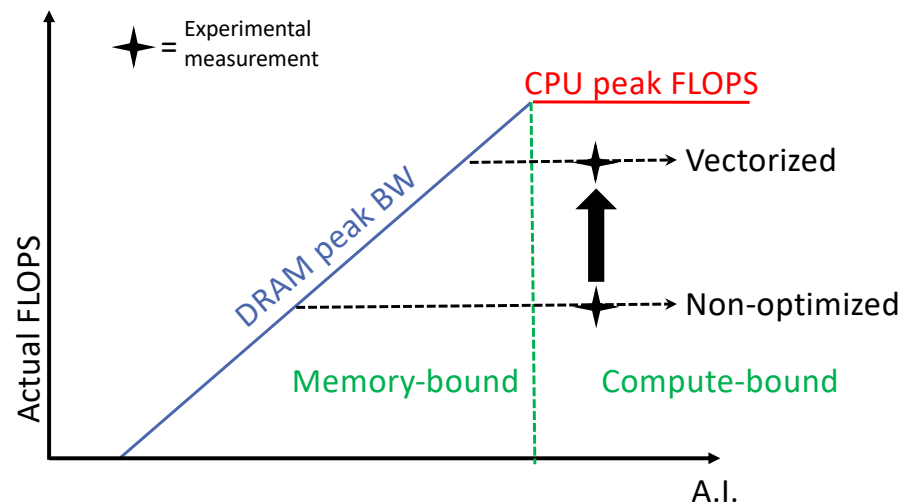 = Experimental
measurement
CPU peak FLOPS
Vectorized
DRAM peak BW
Actual FLOPS
Non-optimized
Memory-bound
Compute-bound
A.I.